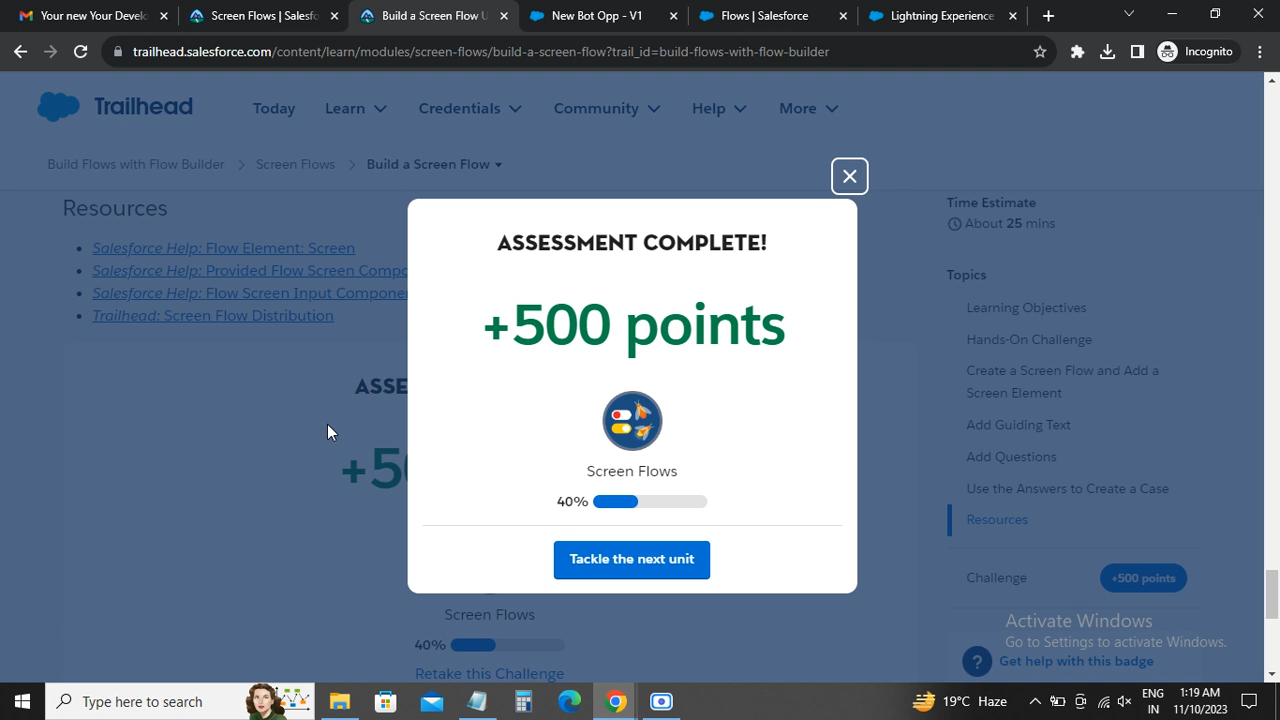 Your new Your Deve
Screen Flows | Salesfo
Build a Screen Flow U
New Bot Opp - V1
Flows | Salesforce
Lightning Experience
trailhead.salesforce.com/content/learn/modules/screen-flows/build-a-screen-flow?trail_id=build-flows-with-flow-builder
Incognito
Trailhead
Today
Learn
Credentials
Community
Help
More
Build Flows with Flow Builder
Screen Flows
Build a Screen Flow
Resources
Salesforce Help: Flow Element: Screen
Salesforce Help: Provided Flow Screen Compo
Salesforce Help: Flow Screen Input Componen
Trailhead: Screen Flow Distribution
ASSE
+50
Screen Flows
40%
Retake this Challenge
ASSESSMENT COMPLETE!
+500 points
Screen Flows
40%
Tackle the next unit
Time Estimate
About 25 mins
Topics
Learning Objectives
Hands-On Challenge
Create a Screen Flow and Add a
Screen Element
Add Guiding Text
Add Questions
Use the Answers to Create a Case
Resources
Challenge
+500 points
Activate Windows
Go to Settings to activate Windows.
? Get help with this badge
Type here to search
19°C Haze
ENG
IN
1:19 AM
11/10/2023